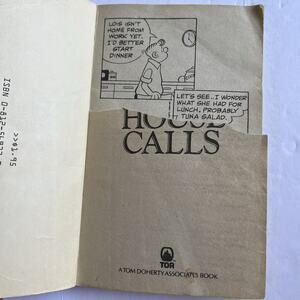 LOIS ISN'T
HOME FROM
WORK YET.
I'D BETTER
START
DINNER
LET'S SEE...I WONDER
WHAT SHE HAD FOR
LUNCH. PROBABLY
TUNA SALAD.
HOUSE
CALLS
TOR
A TOM DOHERTY ASSOCIATES BOOK